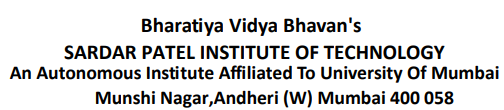 Bharatiya Vidya Bhavan's
SARDAR PATEL INSTITUTE OF TECHNOLOGY
An Autonomous Institute Affiliated To University Of Mumbai
Munshi Nagar,Andheri (W) Mumbai 400 058